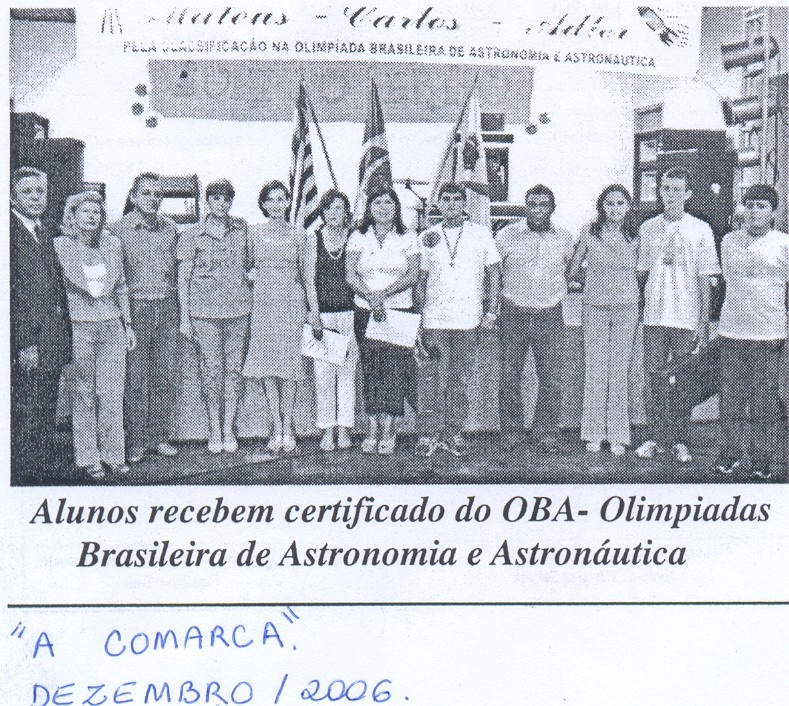 Mateus - Carlos - Adler
PELA CLASSIFICAÇÃO NA OLIMPÍADA BRASILEIRA DE ASTRONOMIA E ASTRONÁUTICA
Alunos recebem certificado do OBA- Olimpiadas
Brasileira de Astronomia e Astronáutica
"A COMARCA".
DEZEMBRO / 2006.